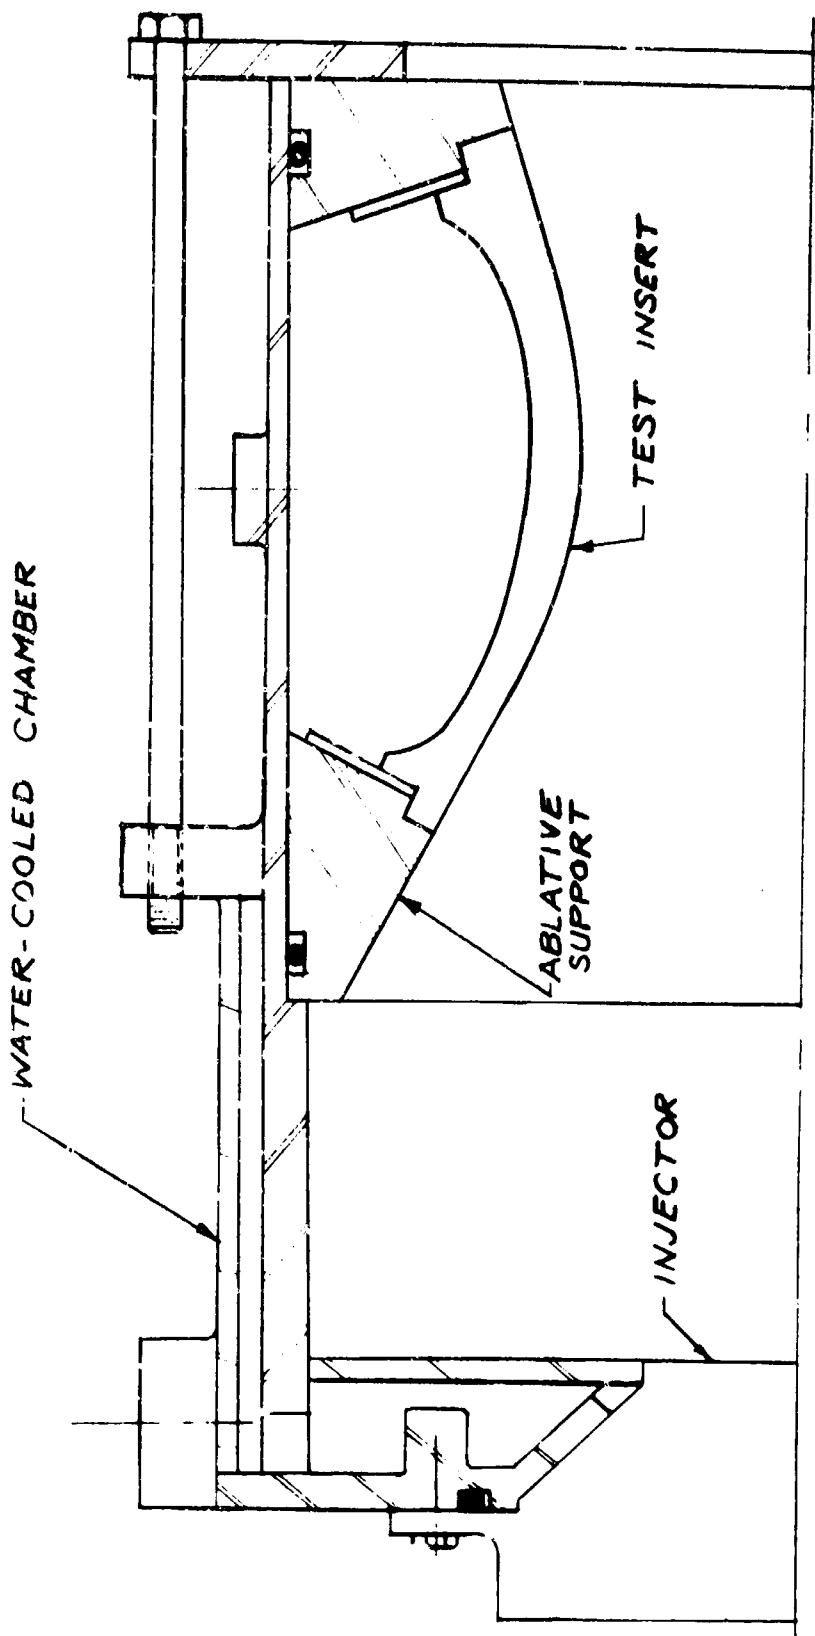 WATER-COOLED CHAMBER
TEST INSERT
ABLATIVE
SUPPORT
INJECTOR